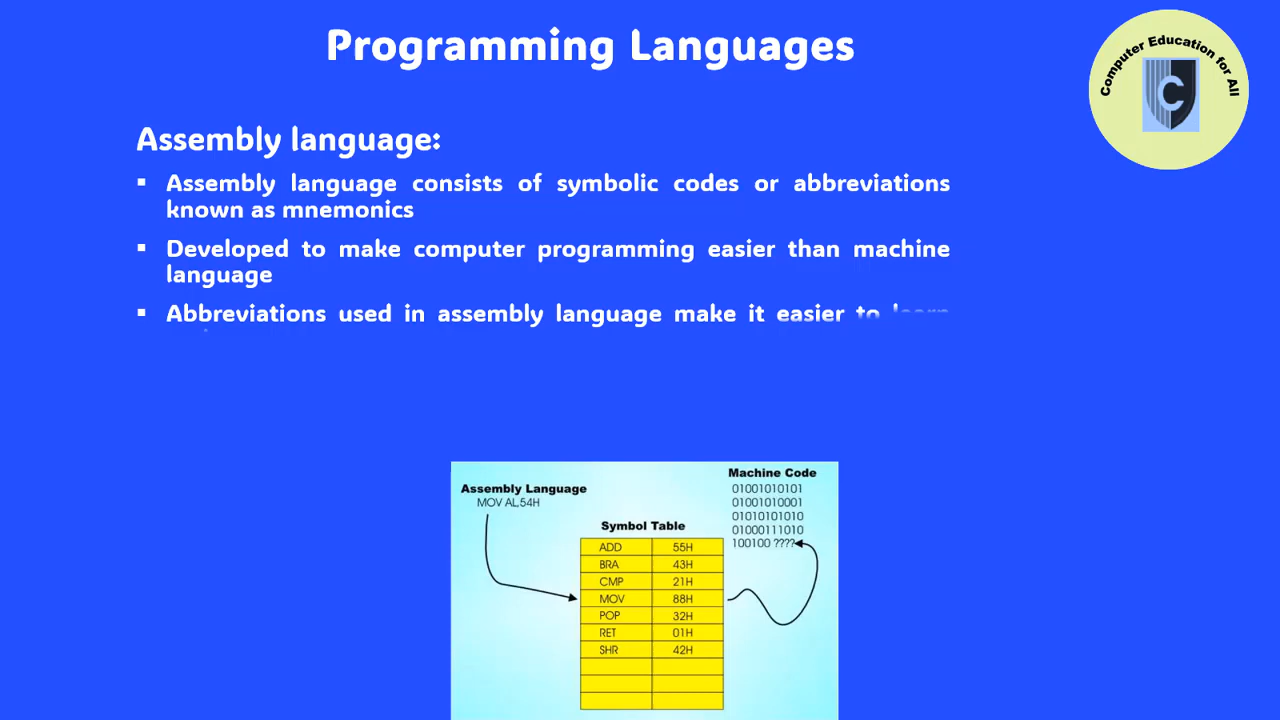 Programming Languages
Computer Education for All
C
Assembly language:
▪ Assembly language consists of symbolic codes or abbreviations
known as mnemonics
▪ Developed to make computer programming easier than machine
language
▪ Abbreviations used in assembly language make it easier to learn
Assembly Language
MOV AL,54H
Symbol Table
ADD 55H
BRA 43H
CMP 21H
MOV 88H
POP 32H
RET 01H
SHR 42H
Machine Code
01001010101
01001010001
01010101010
01000111010
100100 ????